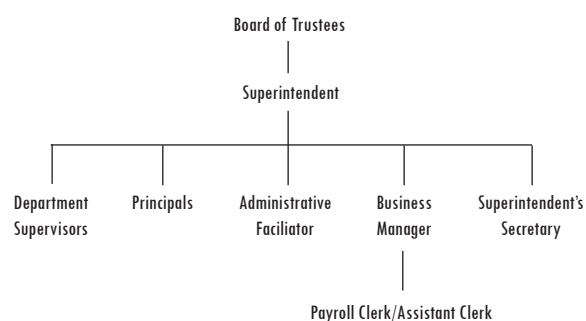 Board of Trustees
Superintendent
Department
Supervisors
Principals
Administrative
Faciliator
Business
Manager
Superintendent's
Secretary
Payroll Clerk/Assistant Clerk